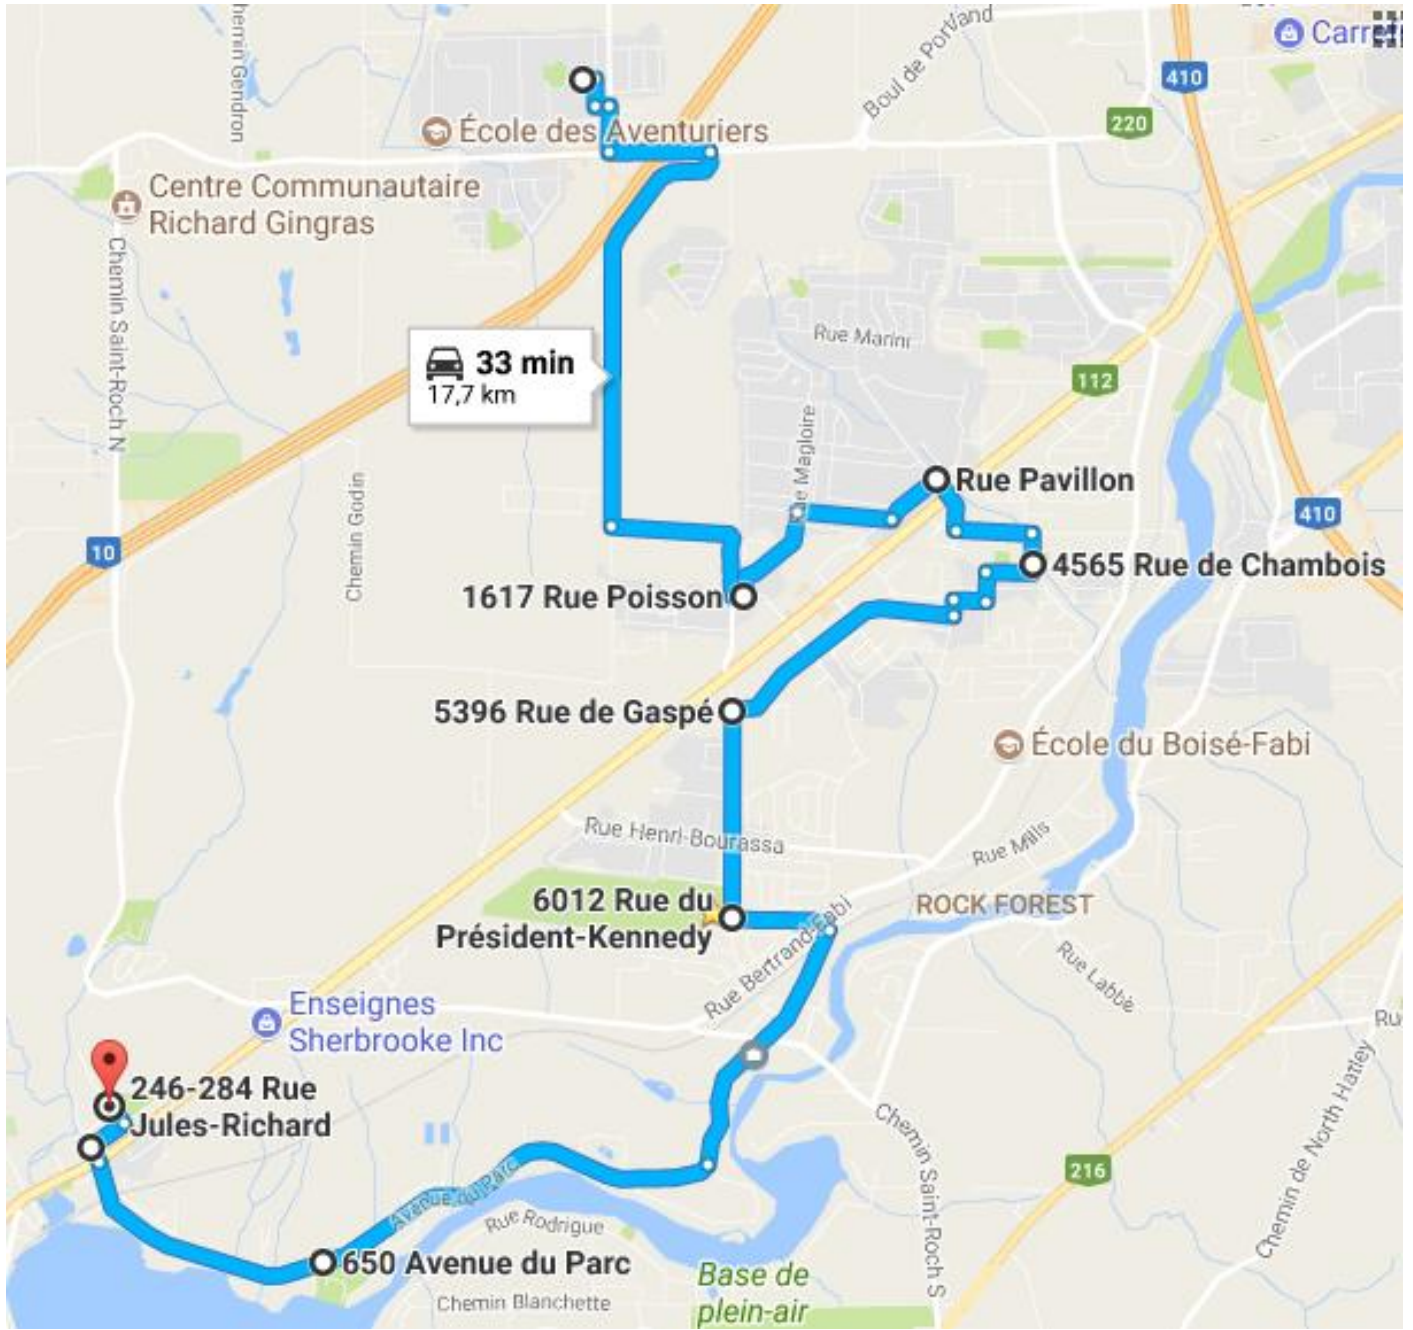 Chemin Gendron
Boul de Portland
410
220
École des Aventuriers
Centre Communautaire
Richard Gingras
Chemin Saint-Roch N
33 min
17,7 km
Rue Marini
112
Rue Magloire
Rue Pavillon
Chemin Godin
10
410
4565 Rue de Chambois
1617 Rue Poisson
5396 Rue de Gaspé
École du Boisé-Fabi
Rue Henri-Bourassa
Rue Mills
6012 Rue du
Président-Kennedy
ROCK FOREST
Rue Bertrand-Fabi
Rue Labbé
Enseignes
Sherbrooke Inc
Ru
246-284 Rue
Jules-Richard
Chemin Saint-Roch S
Chemin de North Hatley
216
Avenue du Parc
Rue Rodrigue
650 Avenue du Parc
Base de
plein-air
Chemin Blanchette